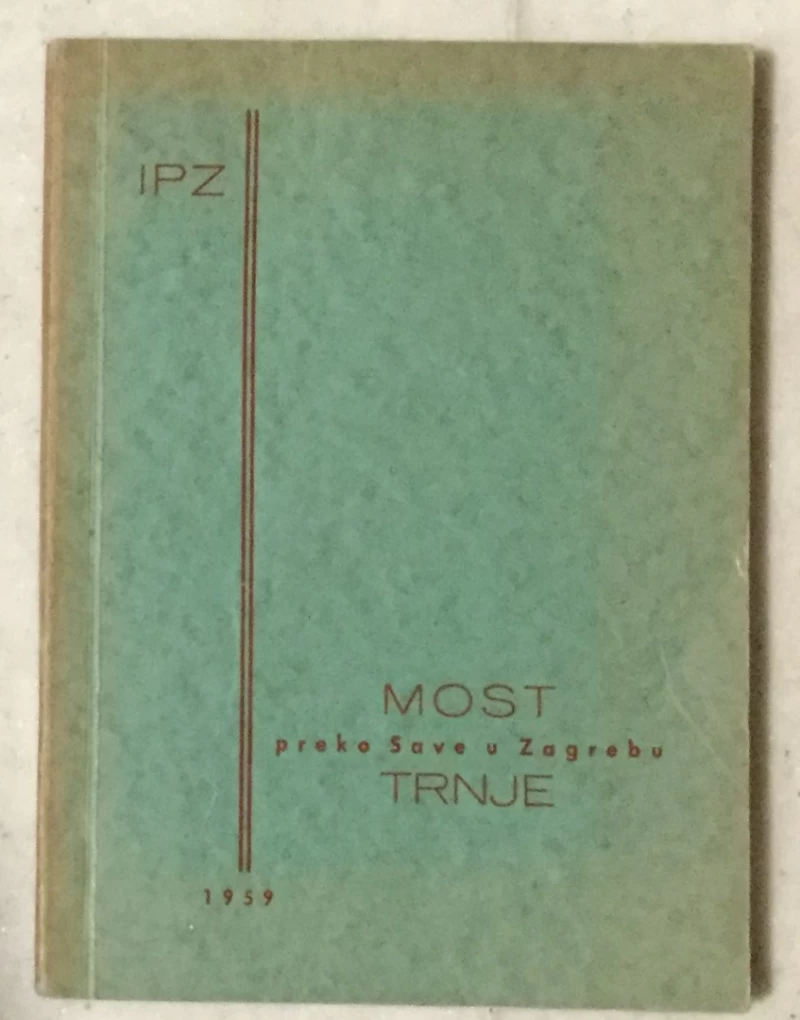 IPZ
MOST
preko Save u Zagrebu
TRNJE
1959